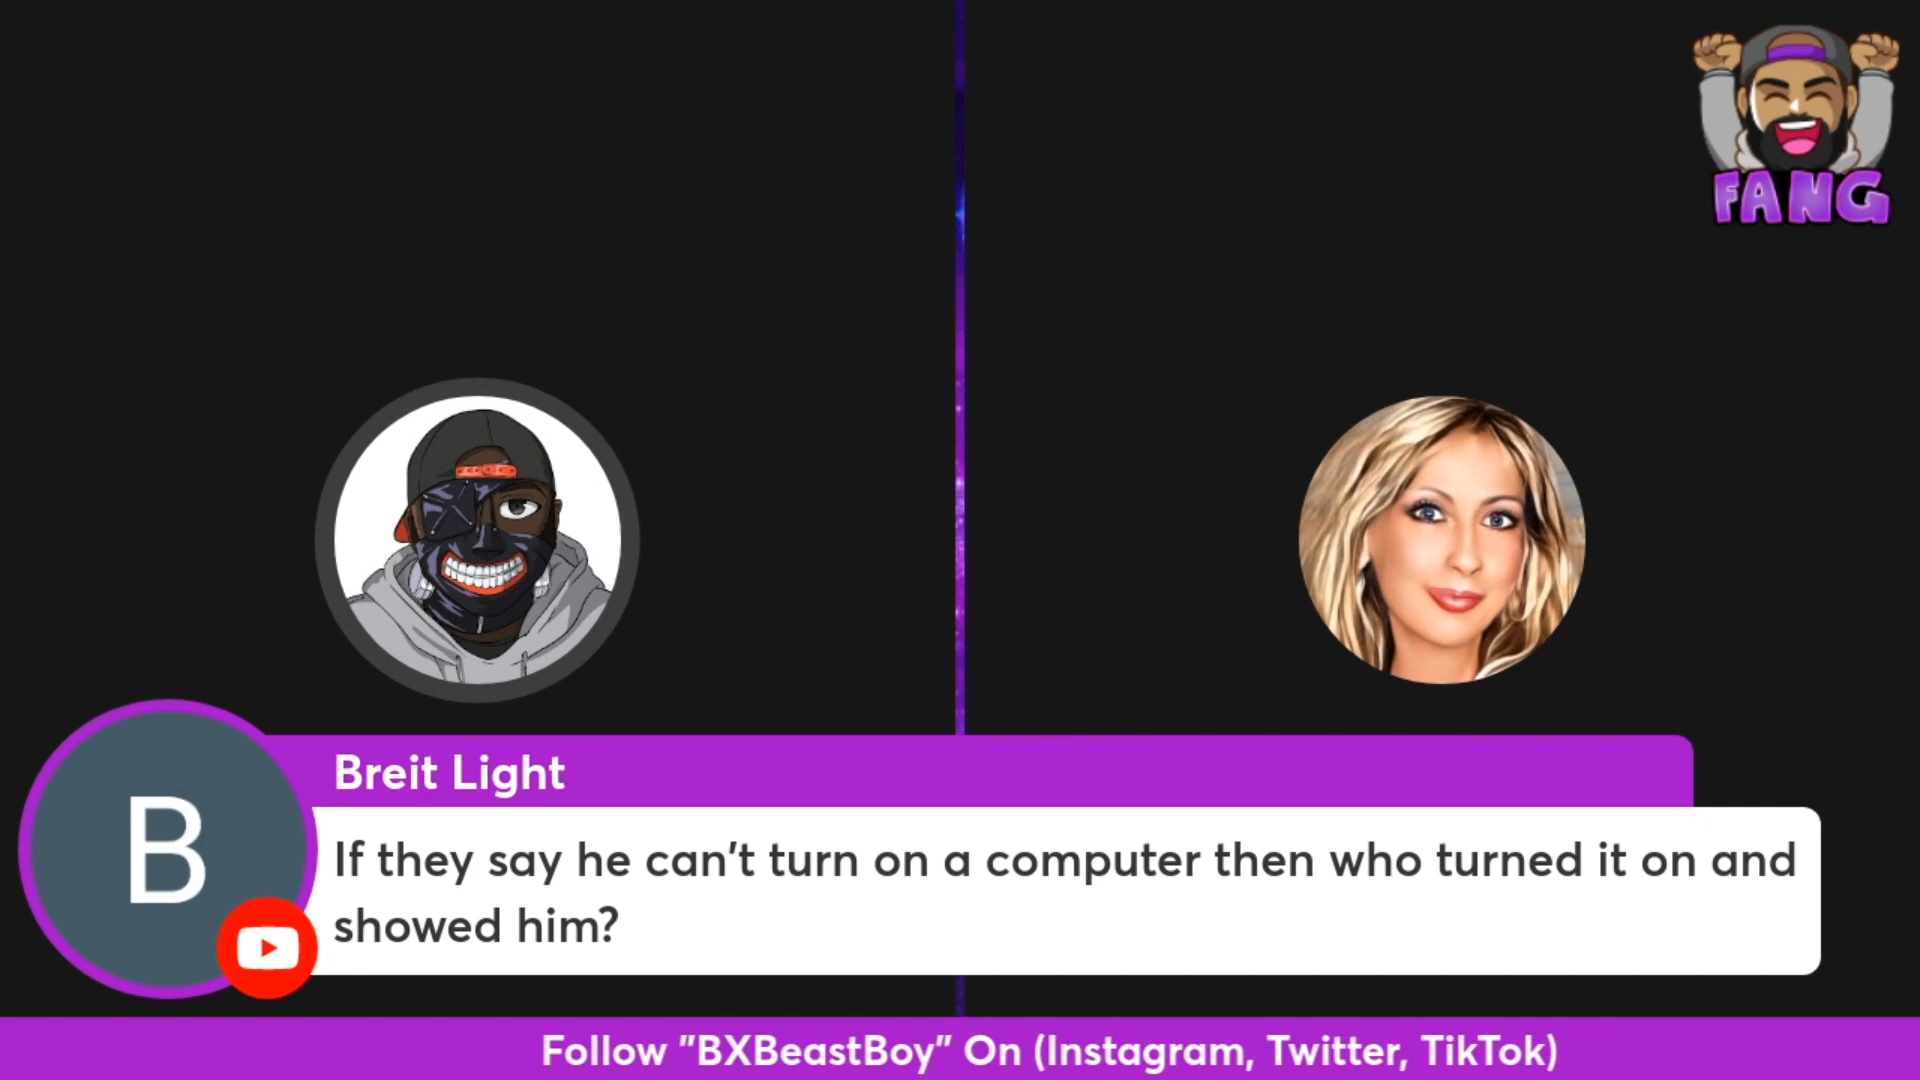 FANG
B
Breit Light
If they say he can't turn on a computer then who turned it on and
showed him?
Follow "BXBeastBoy" On (Instagram, Twitter, TikTok)